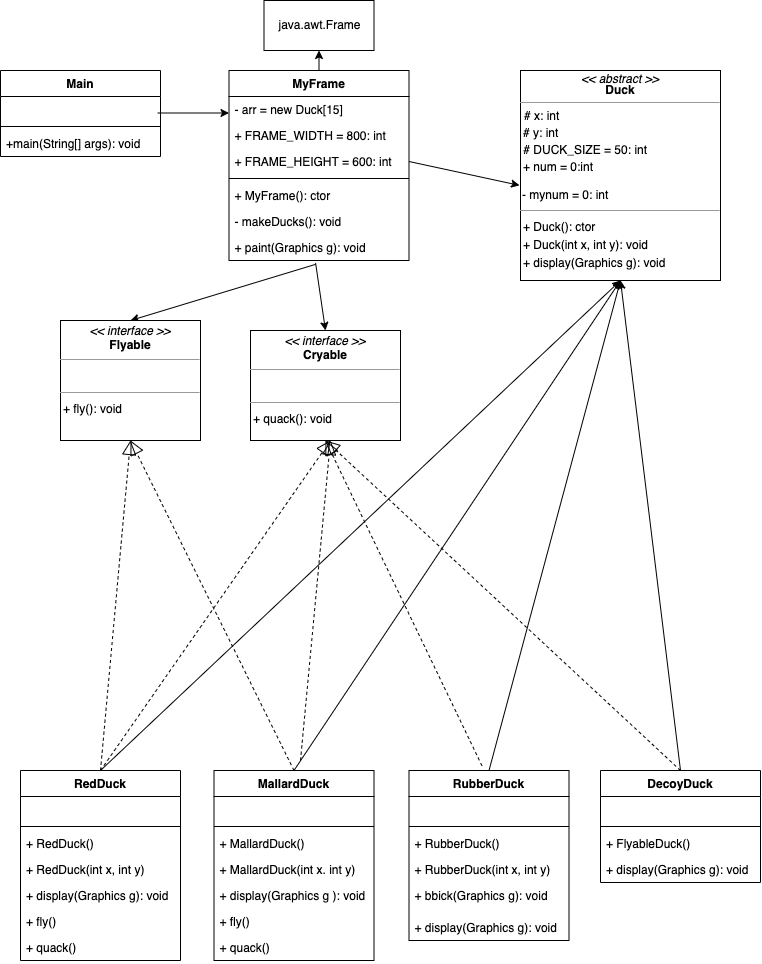 java.awt.Frame
Main
+main(String[] args): void
MyFrame
- arr = new Duck[15]
+ FRAME_WIDTH = 800: int
+ FRAME_HEIGHT = 600: int
+ MyFrame(): ctor
- makeDucks(): void
+ paint(Graphics g): void
<< abstract >>
Duck
# x: int
# y: int
# DUCK_SIZE = 50: int
+ num = 0:int
- mynum = 0: int
+ Duck(): ctor
+ Duck(int x, int y): void
+ display(Graphics g): void
<< interface >>
Flyable
+ fly(): void
<< interface >>
Cryable
+ quack(): void
RedDuck
+ RedDuck()
+ RedDuck(int x, int y)
+ display(Graphics g): void
+ fly()
+ quack()
MallardDuck
+ MallardDuck()
+ MallardDuck(int x. int y)
+ display(Graphics g ): void
+ fly()
+ quack()
RubberDuck
+ RubberDuck()
+ RubberDuck(int x, int y)
+ bbick(Graphics g): void
+ display(Graphics g): void
DecoyDuck
+ FlyableDuck()
+ display(Graphics g): void